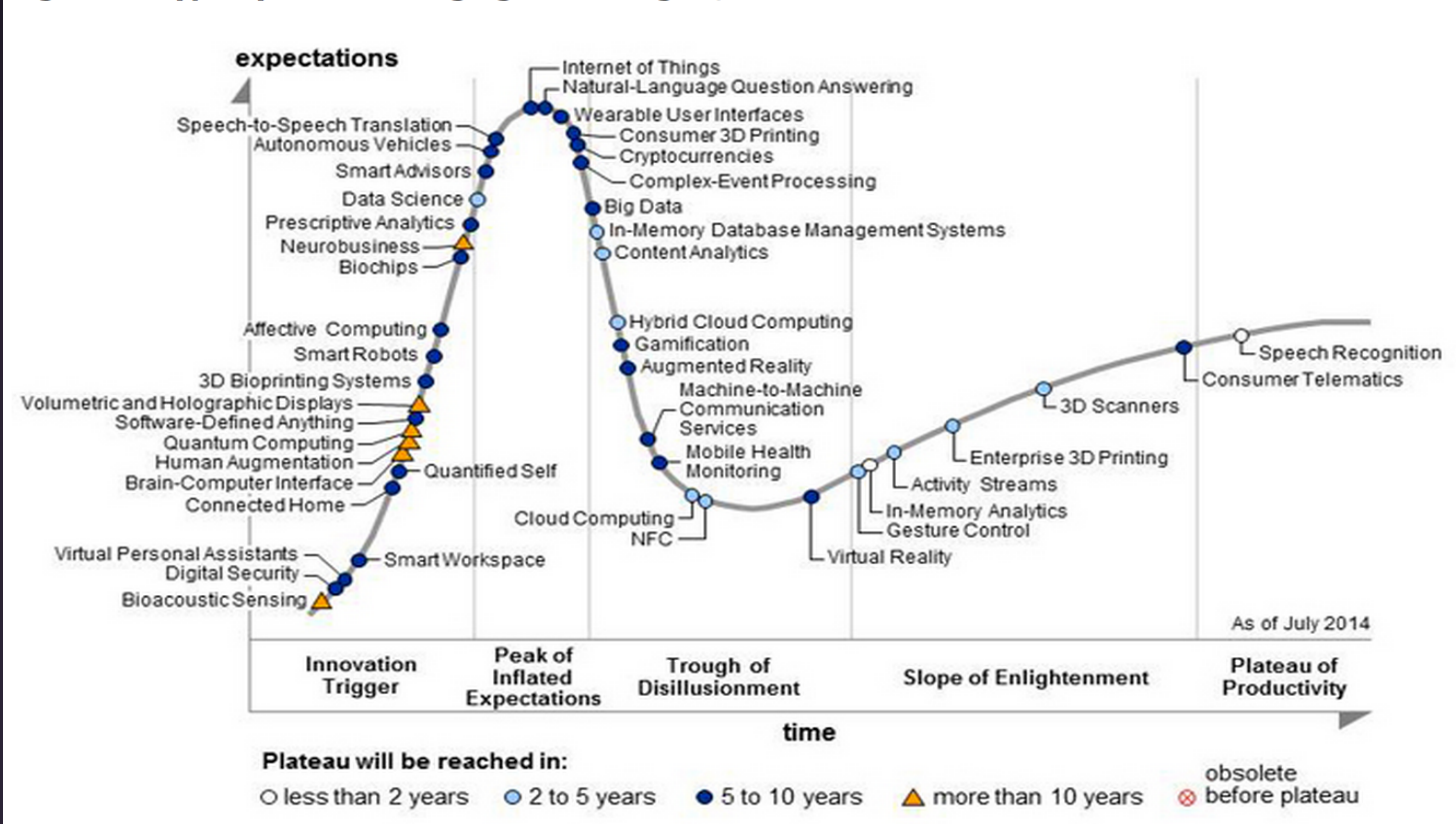 expectations
Internet of Things
Natural-Language Question Answering
Wearable User Interfaces
Speech-to-Speech Translation
Consumer 3D Printing
Autonomous Vehicles
Cryptocurrencies
Smart Advisors
Complex-Event Processing
Data Science
Big Data
Prescriptive Analytics
In-Memory Database Management Systems
Neurobusiness
Content Analytics
Biochips
Affective Computing
Hybrid Cloud Computing
Gamification
Smart Robots
Augmented Reality
3D Bioprinting Systems
Machine-to-Machine
Communication
Services
Volumetric and Holographic Displays
Software-Defined Anything
Quantum Computing
Human Augmentation
Brain-Computer Interface
Quantified Self
Connected Home
Mobile Health
Monitoring
Cloud Computing
NFC
Virtual Personal Assistants
Smart Workspace
Digital Security
Bioacoustic Sensing
Speech Recognition
Consumer Telematics
3D Scanners
Enterprise 3D Printing
Activity Streams
In-Memory Analytics
Gesture Control
Virtual Reality
As of July 2014
Innovation
Trigger
Peak of
Inflated
Expectations
Trough of
Disillusionment
Slope of Enlightenment
Plateau of
Productivity
time
Plateau will be reached in:
less than 2 years
2 to 5 years
5 to 10 years
more than 10 years
obsolete
before plateau